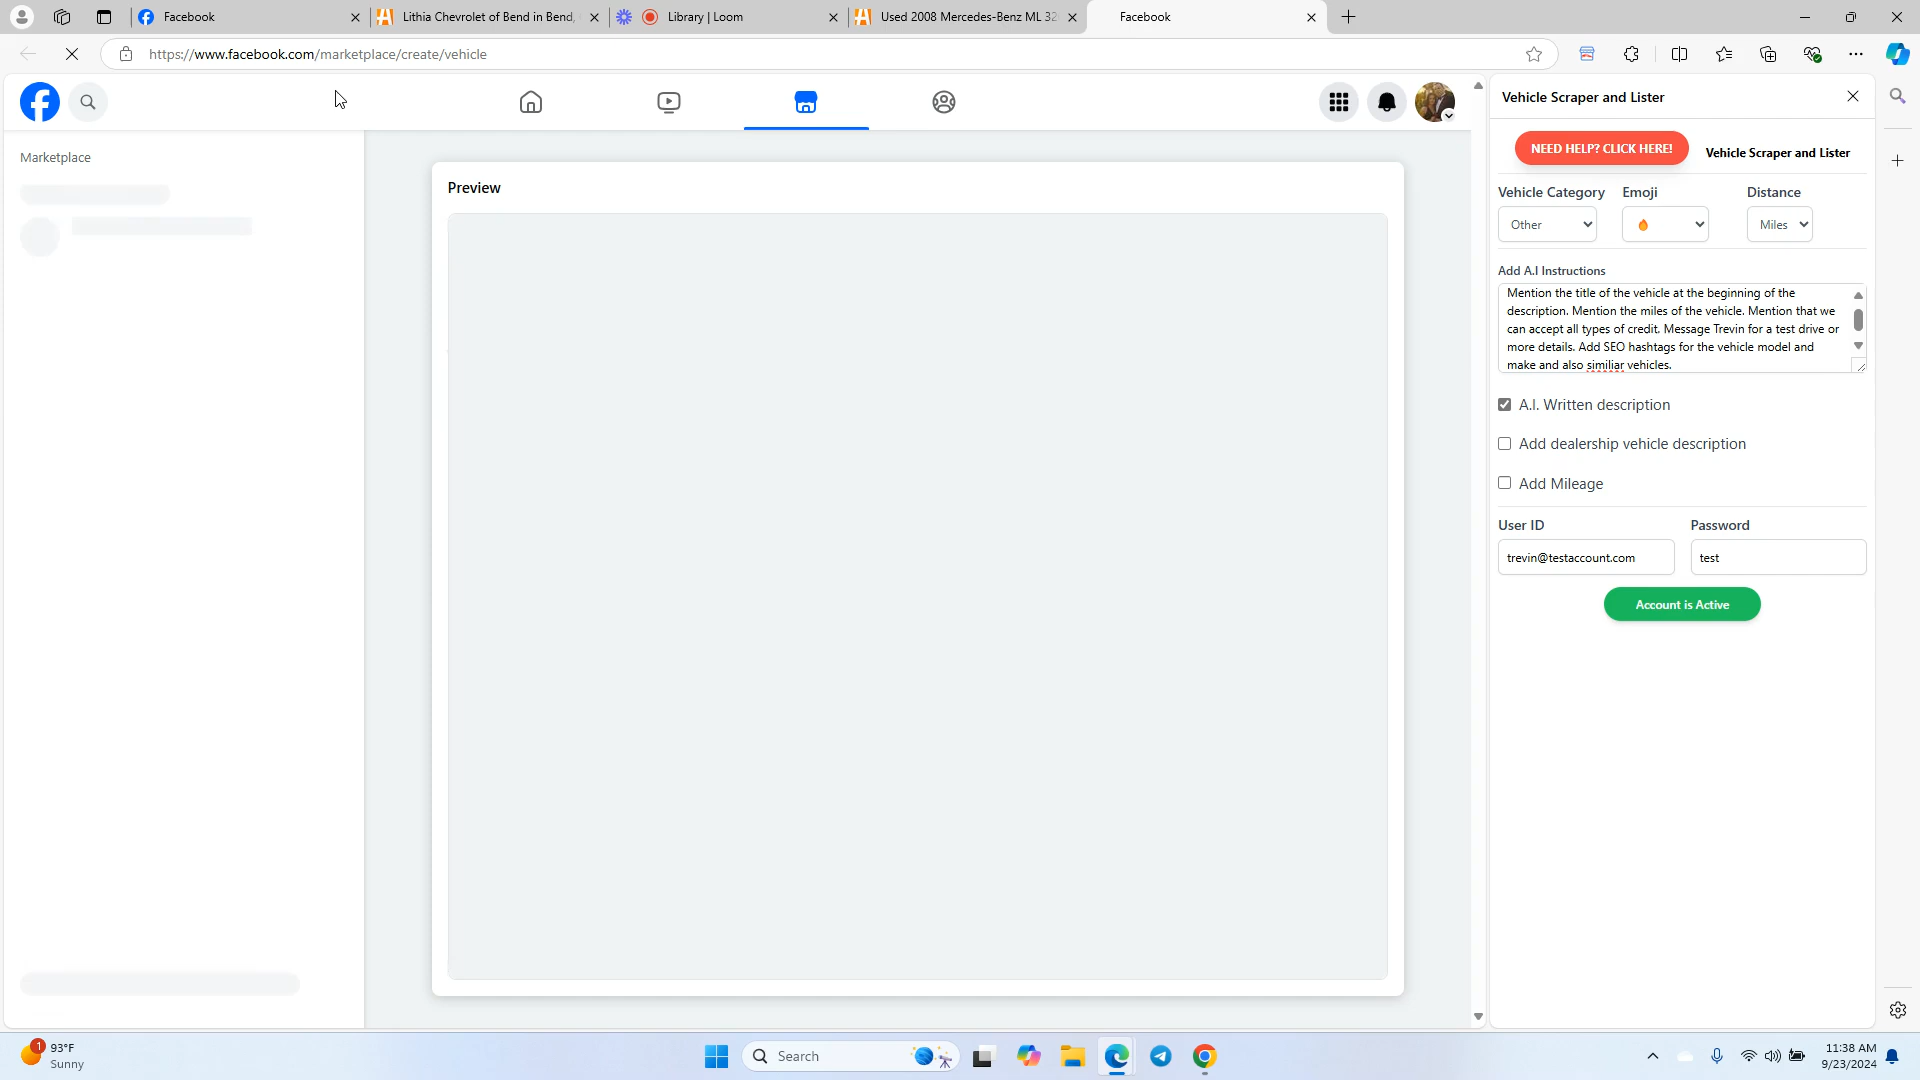 Facebook
Lithia Chevrolet of Bend in Bend,
Library | Loom
Used 2008 Mercedes-Benz ML 32
Facebook
https://www.facebook.com/marketplace/create/vehicle
Marketplace
Preview
Vehicle Scraper and Lister
NEED HELP? CLICK HERE!
Vehicle Scraper and Lister
Vehicle Category Emoji Distance
Other Miles
Add A.I Instructions
Mention the title of the vehicle at the beginning of the
description. Mention the miles of the vehicle. Mention that we
can accept all types of credit. Message Trevin for a test drive or
more details. Add SEO hashtags for the vehicle model and
make and also similiar vehicles.
A.I. Written description
Add dealership vehicle description
Add Mileage
User ID Password
trevin@testaccount.com test
Account is Active
1
93°F
Sunny
Search
11:38 AM
9/23/2024